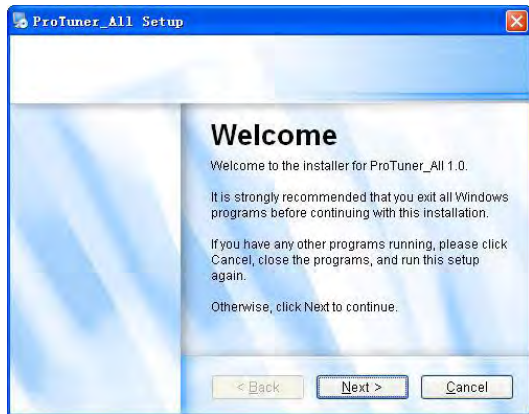 ProTuner_All Setup
Welcome
Welcome to the installer for ProTuner_All 1.0.
It is strongly recommended that you exit all Windows
programs before continuing with this installation.
If you have any other programs running, please click
Cancel, close the programs, and run this setup
again.
Otherwise, click Next to continue.
< Back
Next >
Cancel